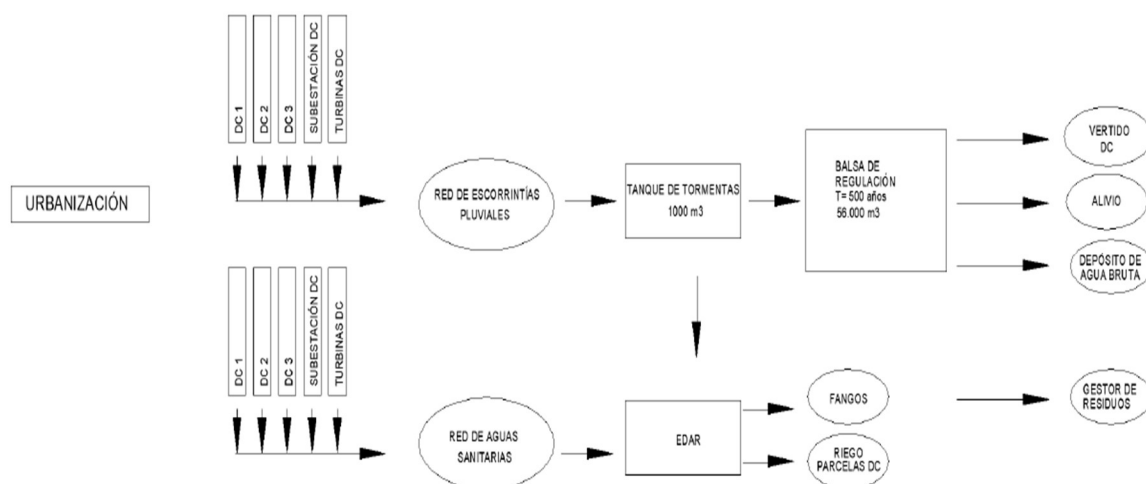 URBANIZACIÓN
DC 1
DC 2
DC 3
SUBESTACIÓN DC
TURBINAS DC
RED DE ESCORRINTÍAS
PLUVIALES
TANQUE DE TORMENTAS
1000 m3
BALSA DE
REGULACIÓN
T= 500 años
56.000 m3
VERTIDO
DC
ALIVIO
DEPÓSITO DE
AGUA BRUTA
DC 1
DC 2
DC 3
SUBESTACIÓN DC
TURBINAS DC
RED DE AGUAS
SANITARIAS
EDAR
FANGOS
RIEGO
PARCELAS DC
GESTOR DE
RESIDUOS